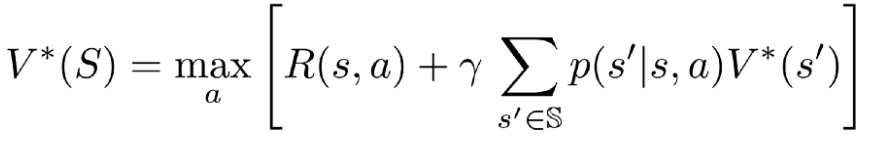 V*(S) = max_a [ R(s, a) + γ ∑_{s′∈𝕊} p(s′|s, a)V*(s′) ]